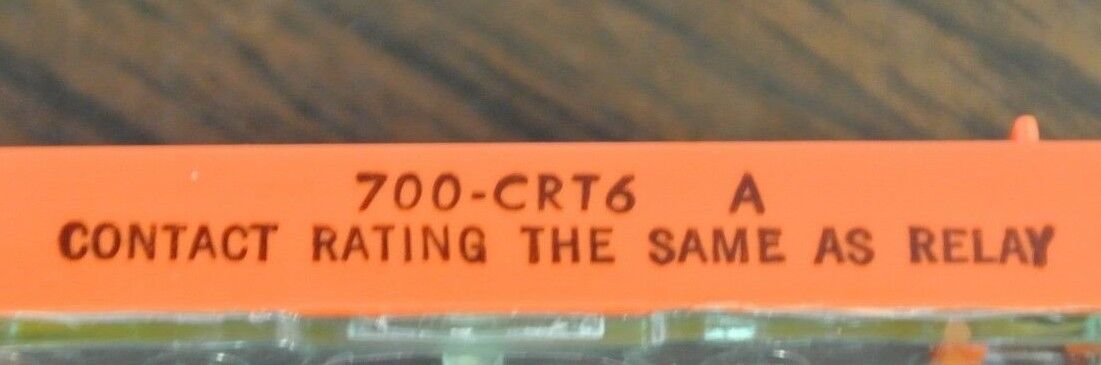 700-CRT6 A
CONTACT RATING THE SAME AS RELAY